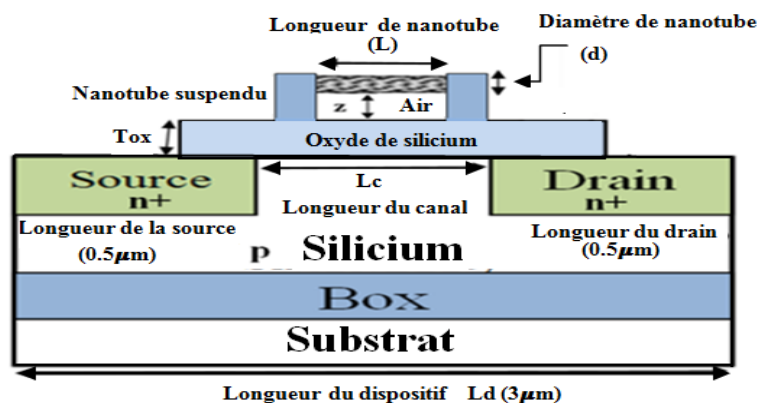 Longueur de nanotube
(L)
Diamètre de nanotube
(d)
Nanotube suspendu
z
Air
Tox
Oxyde de silicium
Source
n+
Lc
Longueur du canal
Drain
n+
Longueur de la source
(0.5µm)
p Silicium
Longueur du drain
(0.5µm)
Box
Substrat
Longueur du dispositif Ld (3µm)